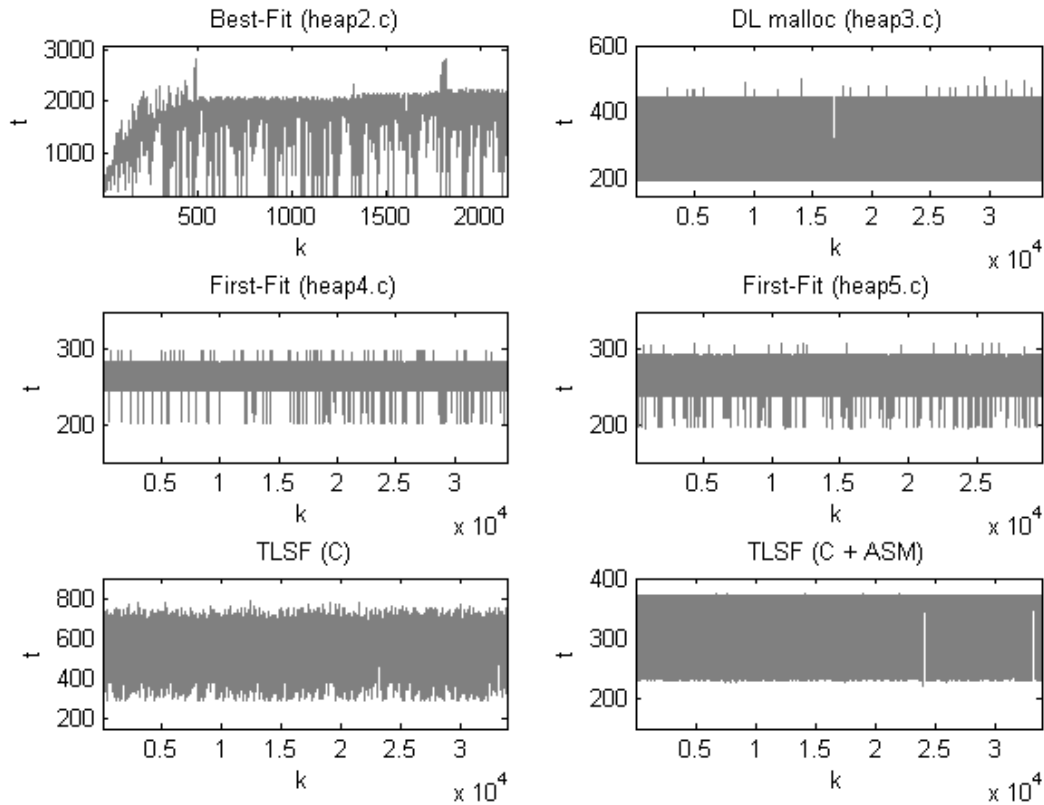 Best-Fit (heap2.c)
3000
2000
1000
t
500
1000
1500
2000
k
DL malloc (heap3.c)
600
400
200
t
0.5
1
1.5
2
2.5
3
k
x 10^4
First-Fit (heap4.c)
300
200
t
0.5
1
1.5
2
2.5
3
k
x 10^4
First-Fit (heap5.c)
300
200
t
0.5
1
1.5
2
2.5
3
k
x 10^4
TLSF (C)
800
600
400
200
t
0.5
1
1.5
2
2.5
3
k
x 10^4
TLSF (C + ASM)
400
300
200
t
0.5
1
1.5
2
2.5
3
k
x 10^4